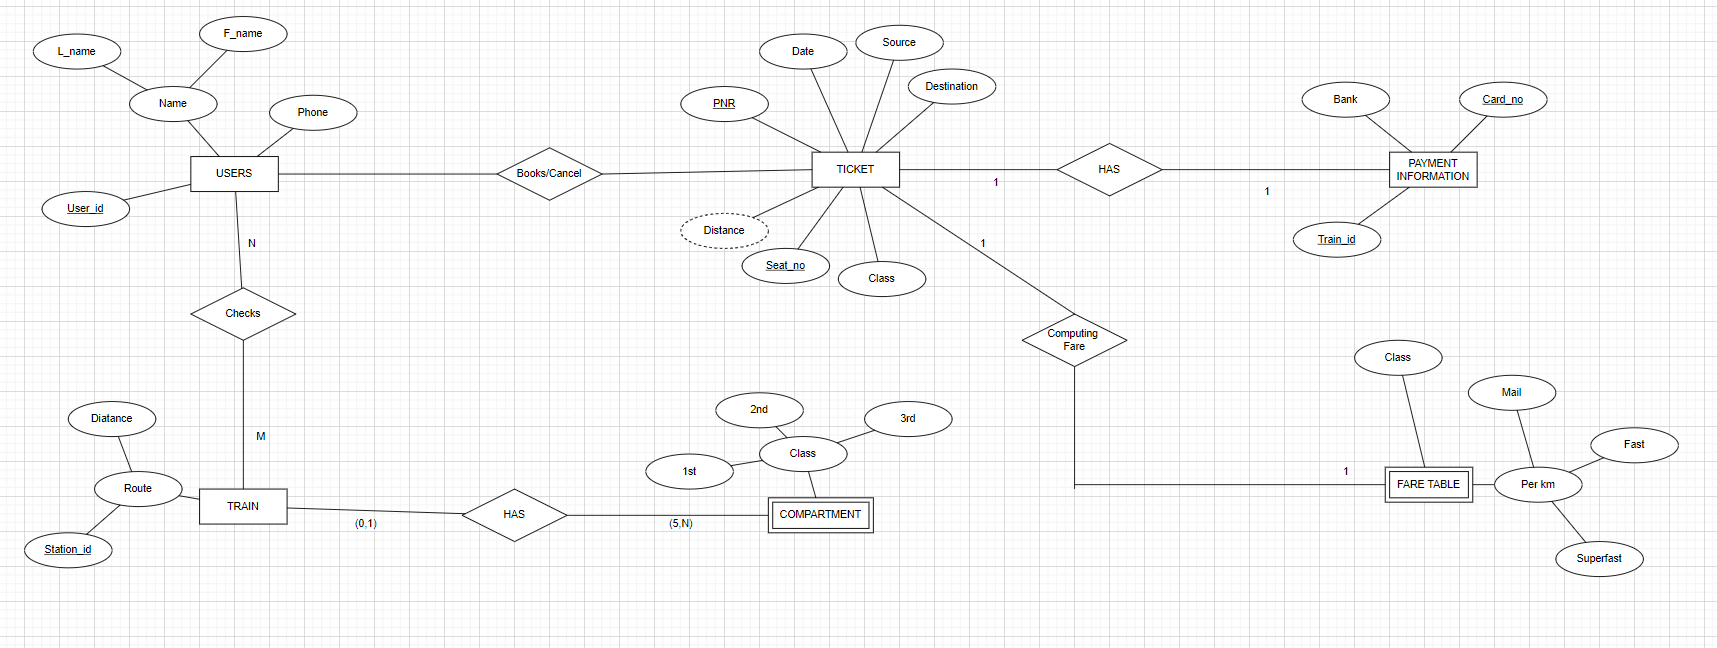 F_name
L_name
Name
Phone
USERS
User_id
Books/Cancel
Date
Source
Destination
PNR
TICKET
Distance
Seat_no
Class
1
HAS
1
Bank
Card_no
PAYMENT
INFORMATION
Train_id
N
Checks
M
1
Computing
Fare
1
Diatance
Route
Station_id
TRAIN
(0,1)
HAS
(5,N)
2nd
3rd
1st
Class
COMPARTMENT
Class
Mail
Fast
FARE TABLE
Per km
Superfast